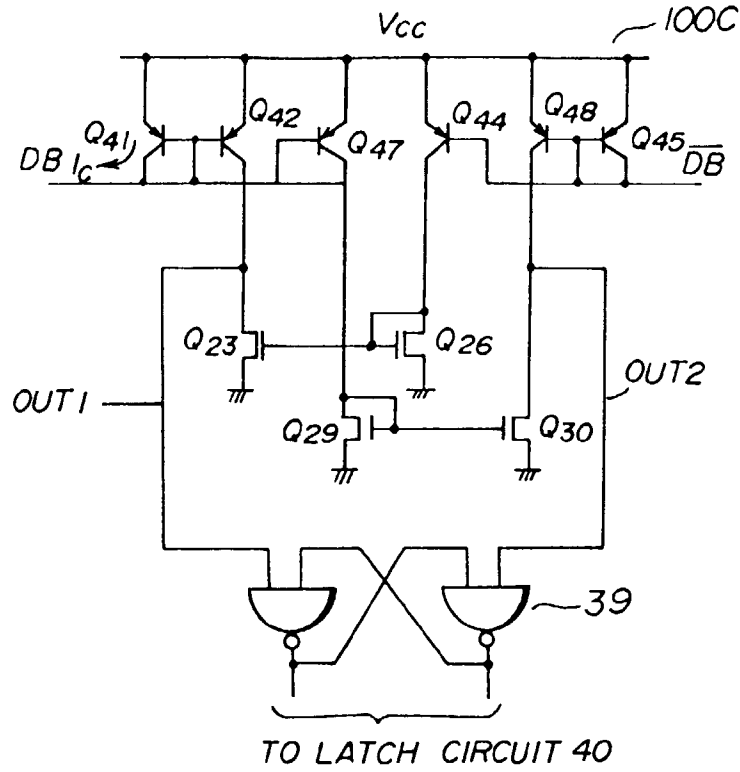 100C
Vcc
Q41
Q42
Q47
Q44
Q48
Q45
DB
IC
DB
Q23
Q26
OUT1
OUT2
Q29
Q30
39
TO LATCH CIRCUIT 40